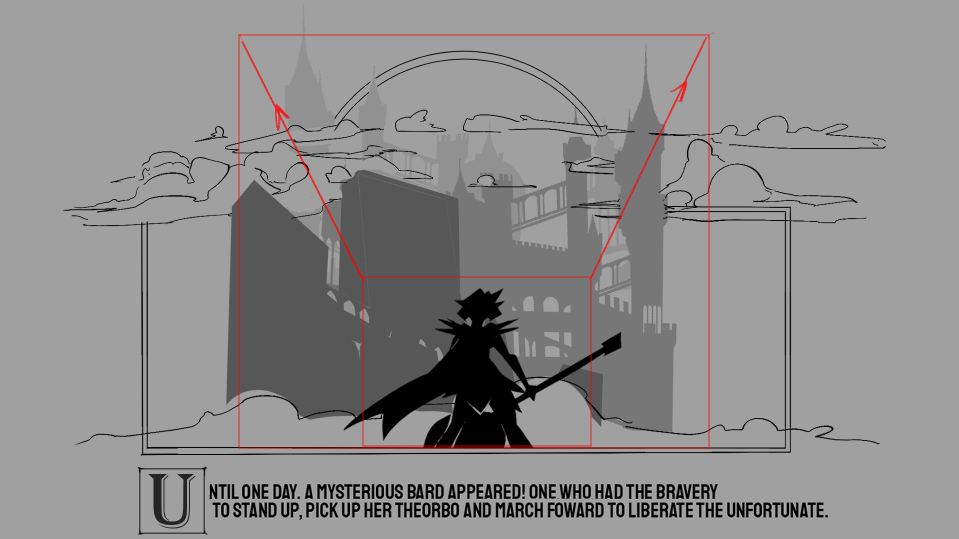 UNTIL ONE DAY. A MYSTERIOUS BARD APPEARED! ONE WHO HAD THE BRAVERY
TO STAND UP, PICK UP HER THEORBO AND MARCH FOWARD TO LIBERATE THE UNFORTUNATE.